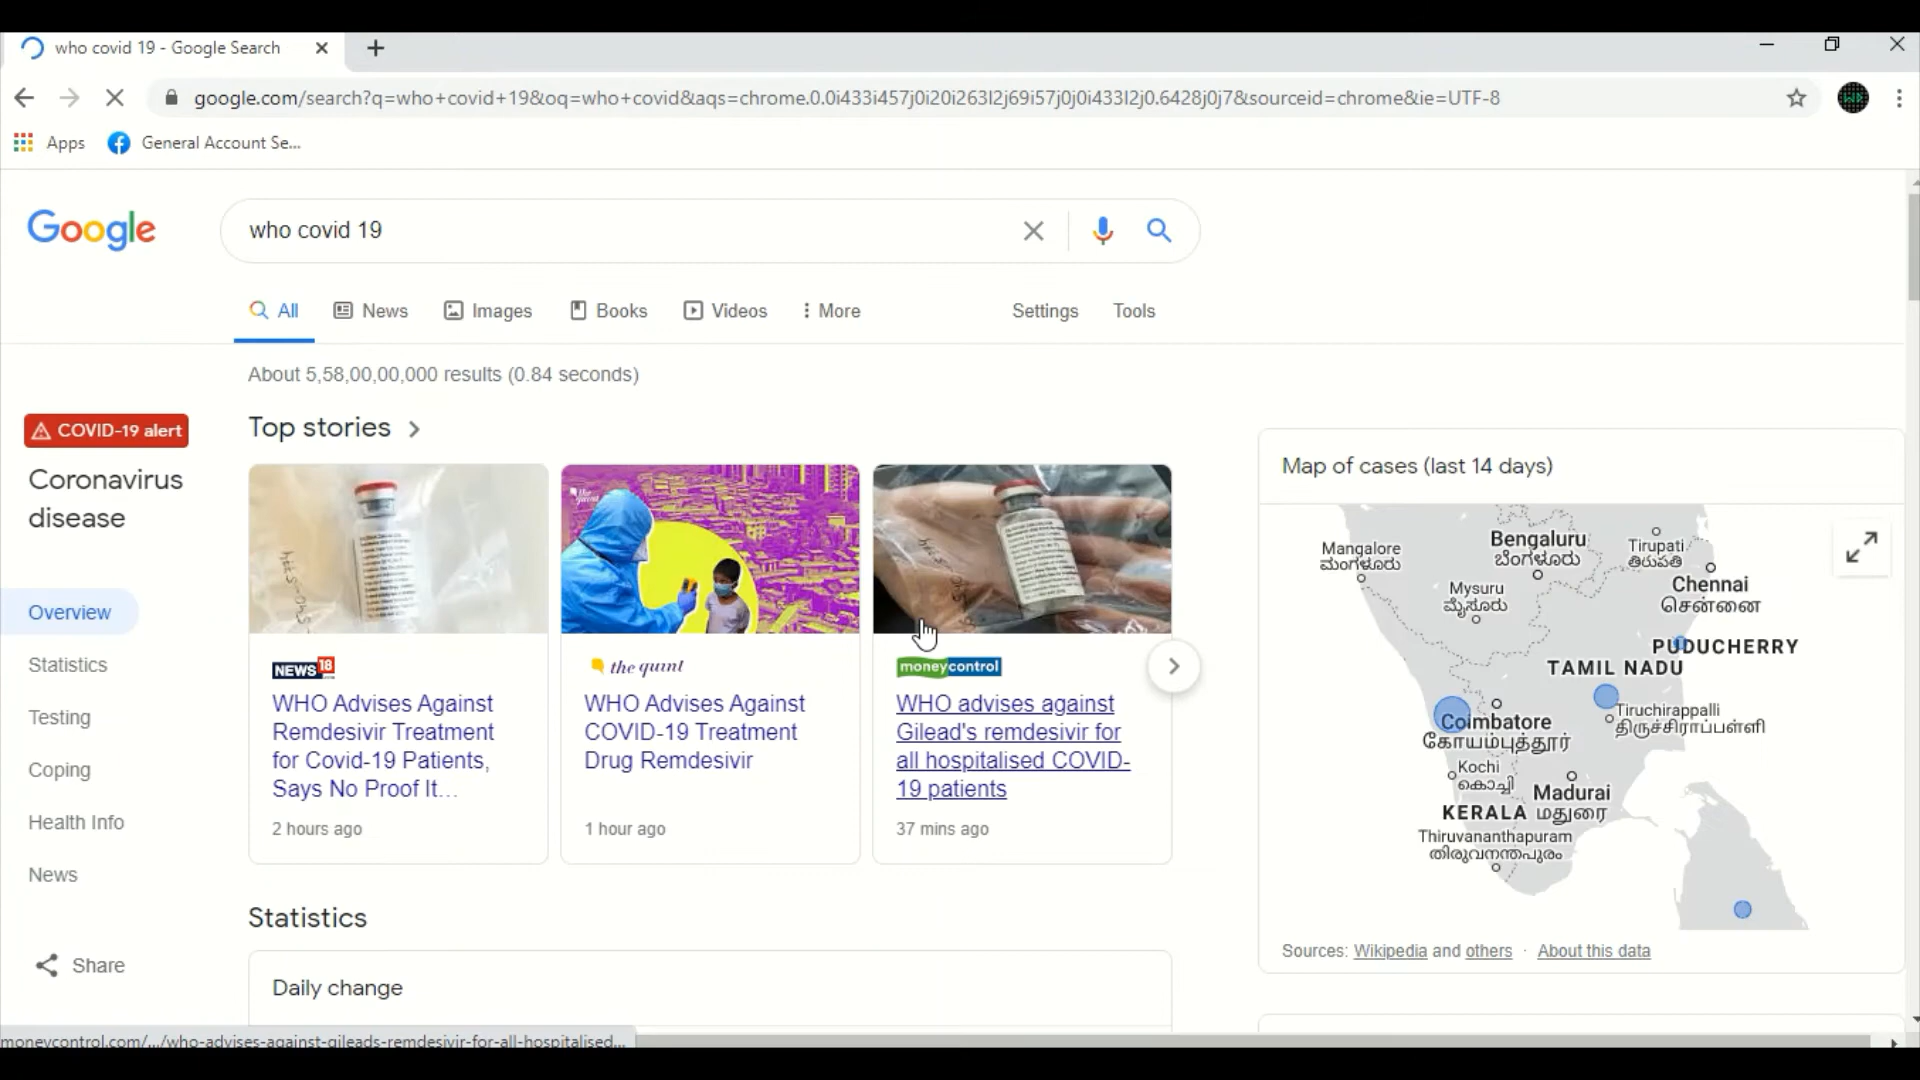 who covid 19 - Google Search
google.com/search?q=who+covid+19&oq=who+covid&aqs=chrome.0.0i433i457j0i20i263l2j69i57j0j0i433l2j0.6428j0j7&sourceid=chrome&ie=UTF-8
Apps
General Account Se...
Google
who covid 19
All
News
Images
Books
Videos
More
Settings
Tools
About 5,58,00,00,000 results (0.84 seconds)
COVID-19 alert
Coronavirus
disease
Overview
Statistics
Testing
Coping
Health Info
News
Share
Top stories
NEWS18
WHO Advises Against
Remdesivir Treatment
for Covid-19 Patients,
Says No Proof It...
2 hours ago
the quint
WHO Advises Against
COVID-19 Treatment
Drug Remdesivir
1 hour ago
moneycontrol
WHO advises against
Gilead's remdesivir for
all hospitalised COVID-
19 patients
37 mins ago
Statistics
Daily change
Map of cases (last 14 days)
Bengaluru
ಬೆಂಗಳೂರು
Mangalore
ಮಂಗಳೂರು
Tirupati
తిరుపతి
Mysuru
ಮೈಸೂರು
Chennai
சென்னை
PUDUCHERRY
TAMIL NADU
Coimbatore
கோயம்புத்தூர்
Tiruchirappalli
திருச்சிராப்பள்ளி
Kochi
കൊച്ചി
Madurai
மதுரை
KERALA
Thiruvananthapuram
തിരുവനന്തപുരം
Sources: Wikipedia and others · About this data
moneycontrol.com/.../who-advises-against-gileads-remdesivir-for-all-hospitalised...